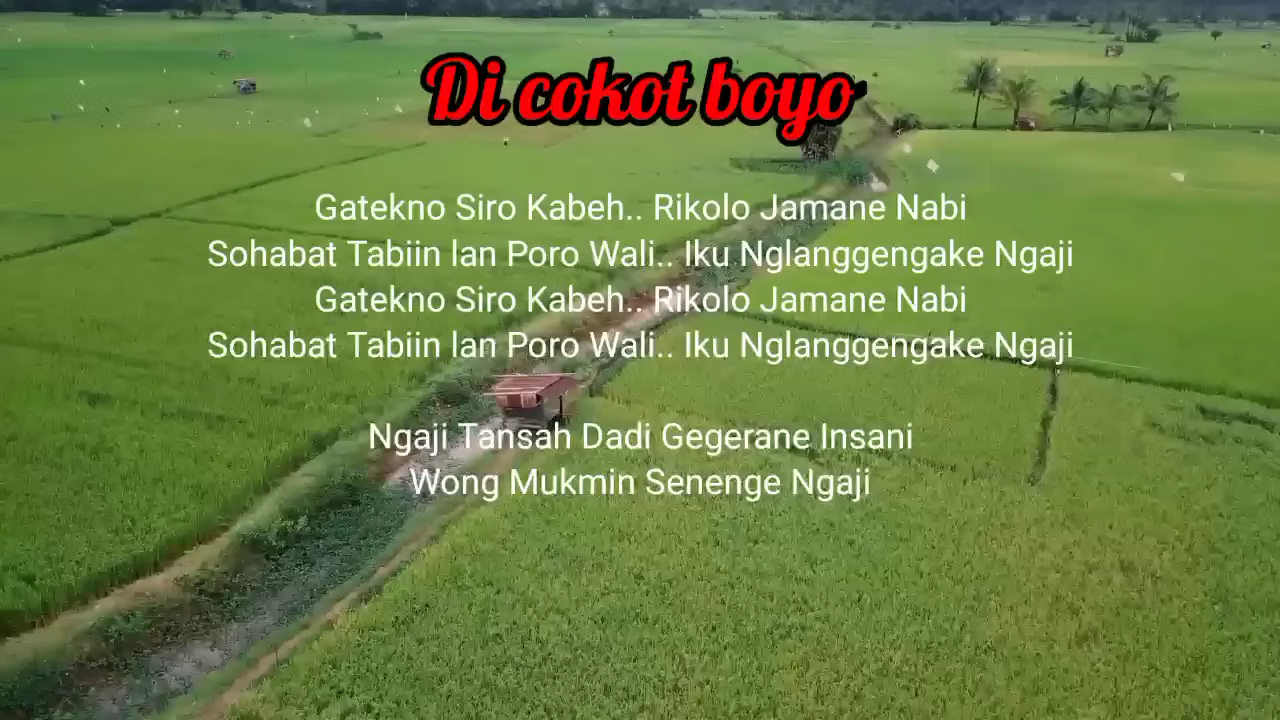 Di cokot boyo
Gatekno Siro Kabeh.. Rikolo Jamane Nabi
Sohabat Tabiin lan Poro Wali.. Iku Nglanggengake Ngaji
Gatekno Siro Kabeh.. Rikolo Jamane Nabi
Sohabat Tabiin lan Poro Wali.. Iku Nglanggengake Ngaji
Ngaji Tansah Dadi Gegerane Insani
Wong Mukmin Senenge Ngaji